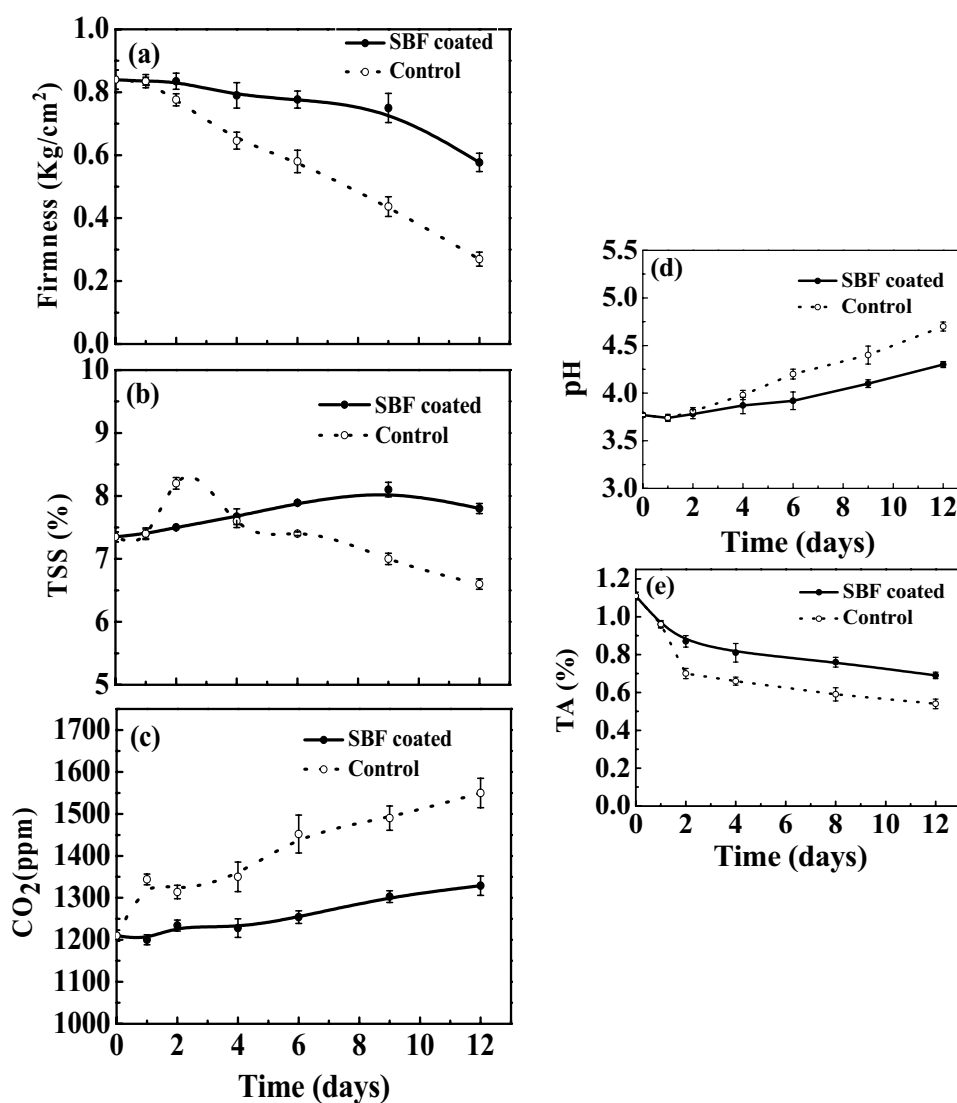 (a)
SBF coated
Control
Firmness (Kg/cm²)
1.0
0.8
0.6
0.4
0.2
0.0
(b)
SBF coated
Control
TSS (%)
10
9
8
7
6
5
(c)
SBF coated
Control
CO₂(ppm)
1700
1600
1500
1400
1300
1200
1100
1000
0 2 4 6 8 10 12
Time (days)
(d)
SBF coated
Control
pH
5.5
5.0
4.5
4.0
3.5
3.0
0 2 4 6 8 10 12
Time (days)
(e)
SBF coated
Control
TA (%)
1.2
1.0
0.8
0.6
0.4
0.2
0.0
0 2 4 6 8 10 12
Time (days)